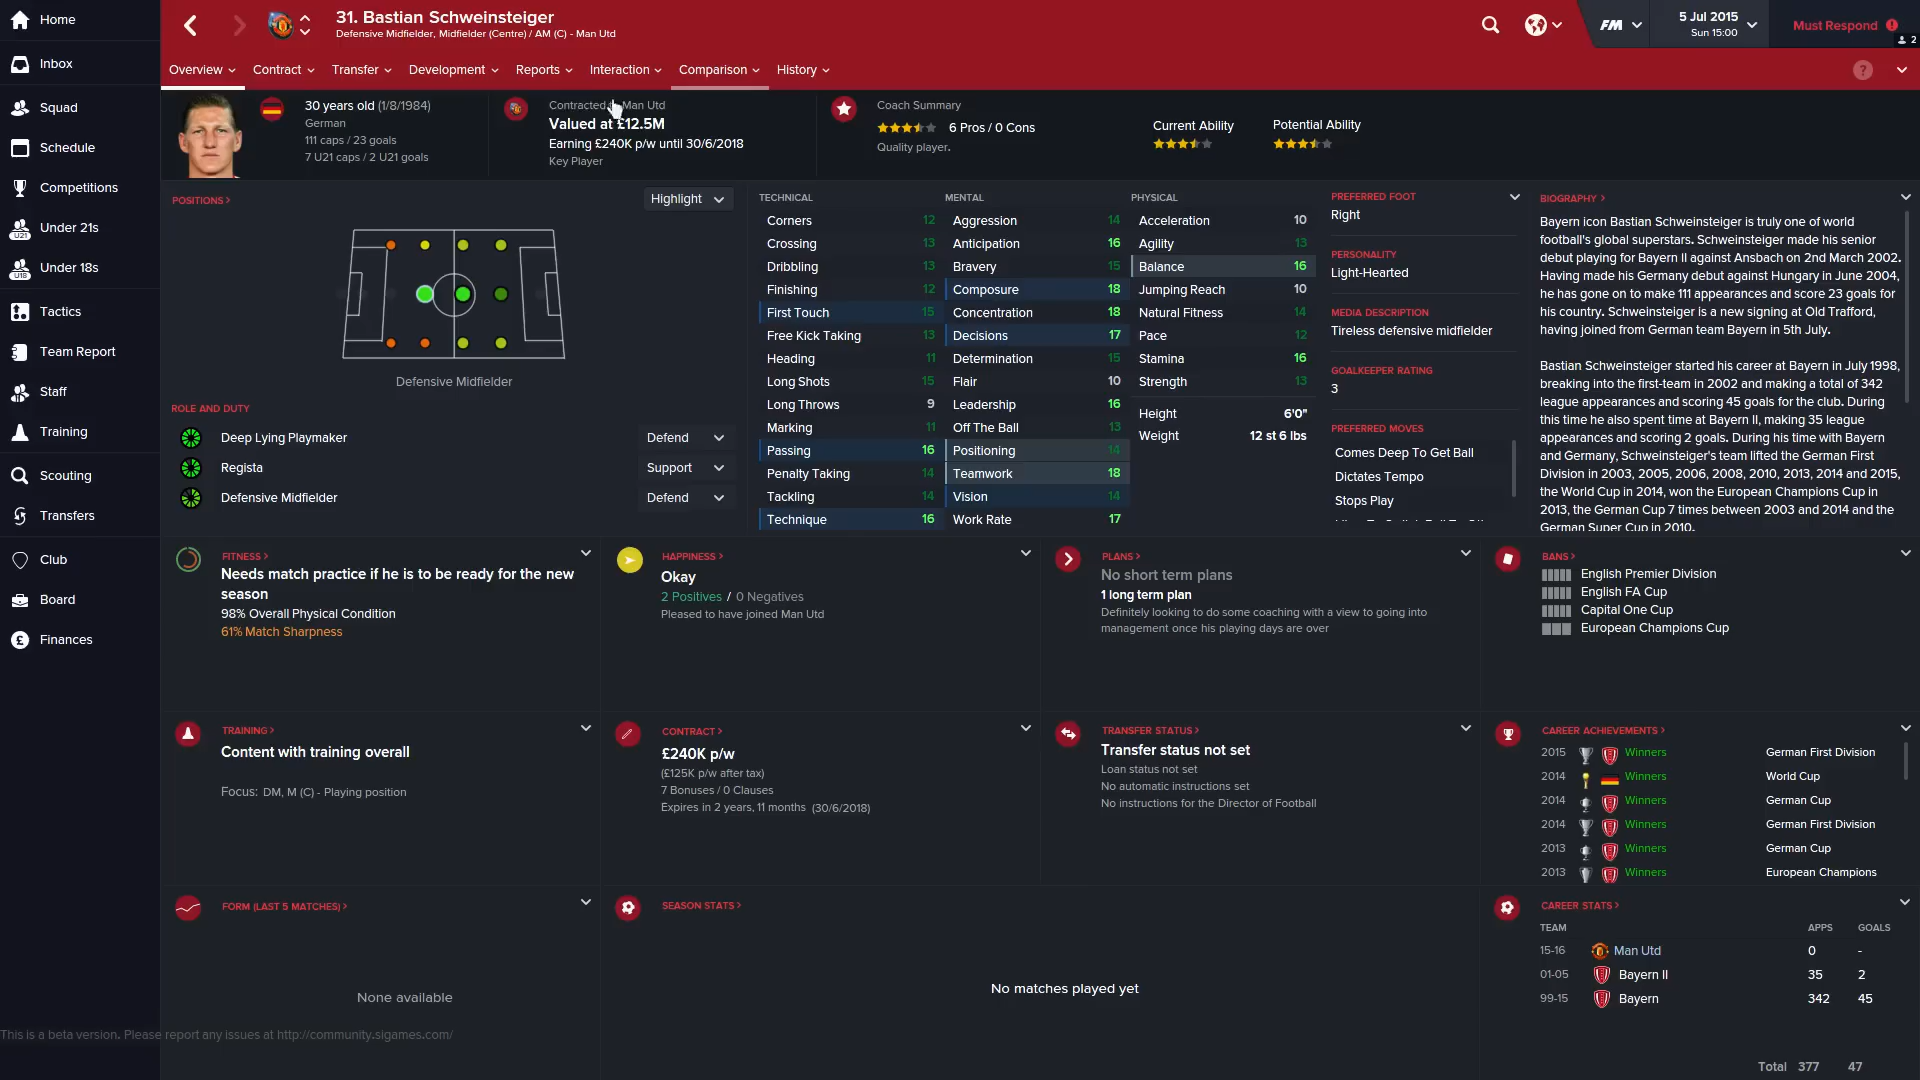 Home
Inbox
Squad
Schedule
Competitions
Under 21s
Under 18s
Tactics
Team Report
Staff
Training
Scouting
Transfers
Club
Board
Finances
31. Bastian Schweinsteiger
Defensive Midfielder, Midfielder (Centre) / AM (C) - Man Utd
FM
5 Jul 2015
Sun 15:00
Must Respond
2
Overview
Contract
Transfer
Development
Reports
Interaction
Comparison
History
?
30 years old (1/8/1984)
German
111 caps / 23 goals
7 U21 caps / 2 U21 goals
Contracted Man Utd
Valued at £12.5M
Earning £240K p/w until 30/6/2018
Key Player
Coach Summary
6 Pros / 0 Cons
Quality player.
Current Ability
Potential Ability
POSITIONS >
Highlight
Defensive Midfielder
ROLE AND DUTY
Deep Lying Playmaker Defend
Regista Support
Defensive Midfielder Defend
TECHNICAL
Corners 12
Crossing 13
Dribbling 13
Finishing 12
First Touch 15
Free Kick Taking 13
Heading 11
Long Shots 15
Long Throws 9
Marking 11
Passing 16
Penalty Taking 14
Tackling 14
Technique 16
MENTAL
Aggression 14
Anticipation 16
Bravery 15
Composure 18
Concentration 18
Decisions 17
Determination 15
Flair 10
Leadership 16
Off The Ball 13
Positioning 14
Teamwork 18
Vision 14
Work Rate 17
PHYSICAL
Acceleration 10
Agility 13
Balance 16
Jumping Reach 10
Natural Fitness 14
Pace 12
Stamina 16
Strength 13
Height 6'0"
Weight 12 st 6 lbs
PREFERRED FOOT
Right
PERSONALITY
Light-Hearted
MEDIA DESCRIPTION
Tireless defensive midfielder
GOALKEEPER RATING
3
PREFERRED MOVES
Comes Deep To Get Ball
Dictates Tempo
Stops Play
BIOGRAPHY >
Bayern icon Bastian Schweinsteiger is truly one of world
football's global superstars. Schweinsteiger made his senior
debut playing for Bayern II against Ansbach on 2nd March 2002.
Having made his Germany debut against Hungary in June 2004,
he has gone on to make 111 appearances and score 23 goals for
his country. Schweinsteiger is a new signing at Old Trafford,
having joined from German team Bayern in 5th July.
Bastian Schweinsteiger started his career at Bayern in July 1998,
breaking into the first-team in 2002 and making a total of 342
league appearances and scoring 45 goals for the club. During
this time he also spent time at Bayern II, making 35 league
appearances and scoring 2 goals. During his time with Bayern
and Germany, Schweinsteiger's team lifted the German First
Division in 2003, 2005, 2006, 2008, 2010, 2013, 2014 and 2015,
the World Cup in 2014, won the European Champions Cup in
2013, the German Cup 7 times between 2003 and 2014 and the
German Super Cup in 2010.
FITNESS >
Needs match practice if he is to be ready for the new
season
98% Overall Physical Condition
61% Match Sharpness
HAPPINESS >
Okay
2 Positives / 0 Negatives
Pleased to have joined Man Utd
PLANS >
No short term plans
1 long term plan
Definitely looking to do some coaching with a view to going into
management once his playing days are over
BANS >
English Premier Division
English FA Cup
Capital One Cup
European Champions Cup
TRAINING >
Content with training overall
Focus: DM, M (C) - Playing position
CONTRACT >
£240K p/w
(£125K p/w after tax)
7 Bonuses / 0 Clauses
Expires in 2 years, 11 months (30/6/2018)
TRANSFER STATUS >
Transfer status not set
Loan status not set
No automatic instructions set
No instructions for the Director of Football
CAREER ACHIEVEMENTS >
2015 Winners German First Division
2014 Winners World Cup
2014 Winners German Cup
2014 Winners German First Division
2013 Winners German Cup
2013 Winners European Champions
FORM (LAST 5 MATCHES) >
None available
SEASON STATS >
No matches played yet
CAREER STATS >
TEAM APPS GOALS
15-16 Man Utd 0 -
01-05 Bayern II 35 2
99-15 Bayern 342 45
Total 377 47
This is a beta version. Please report any issues at http://community.sigames.com/